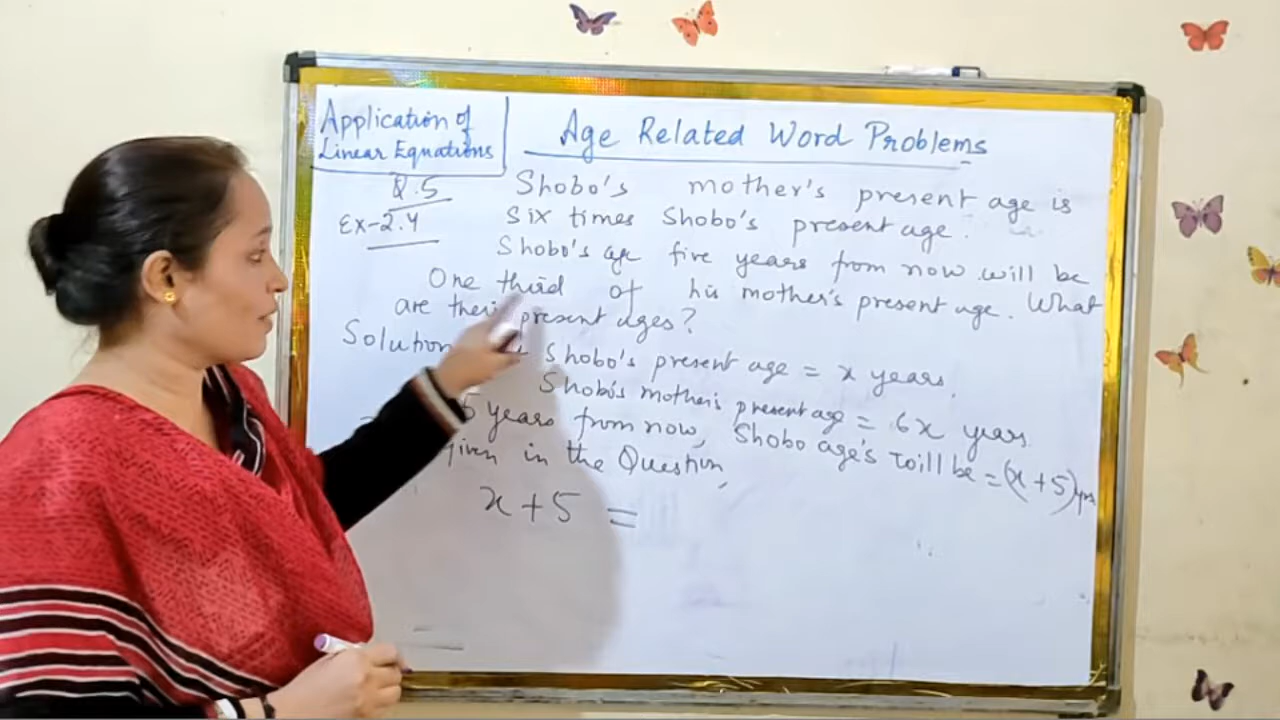 Application of
Linear Equations
Age Related Word Problems
Q.5
Ex-2.4
Shobo's mother's present age is
six times Shobo's present age.
Shobo's age five years from now will be
One third of his mother's present age. What
are their present ages?
Solution Shobo's present age = x years.
Shobo's mother's present age = 6x years
5 years from now, Shobo age's will be = (x+5) yrs
given in the Question,
x + 5 =